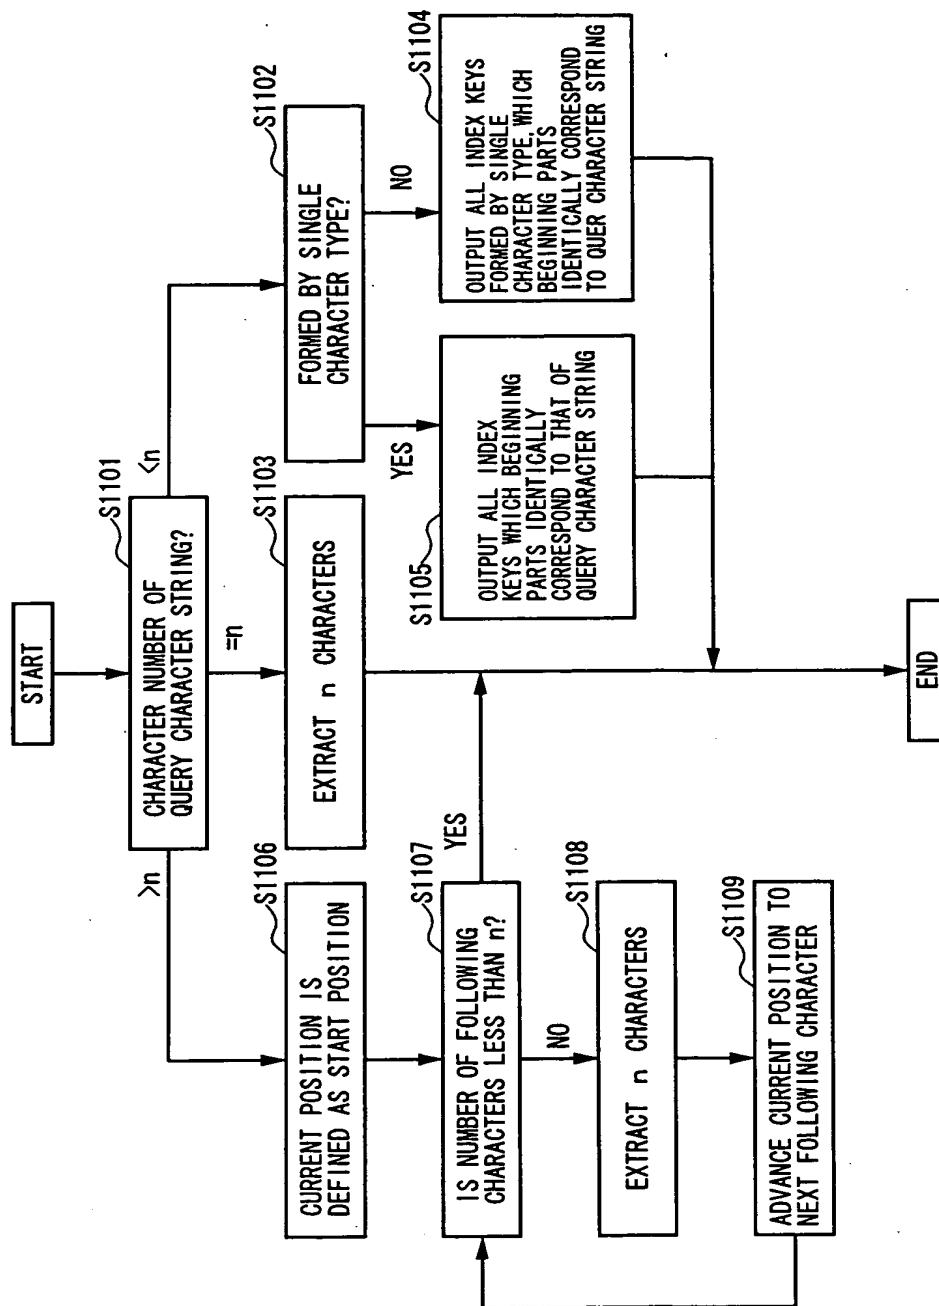 START
S1101
CHARACTER NUMBER OF
QUERY CHARACTER STRING?
>n
=n
<n
S1106
CURRENT POSITION IS
DEFINED AS START POSITION
S1103
EXTRACT n CHARACTERS
S1102
FORMED BY SINGLE
CHARACTER TYPE?
YES
NO
S1107
IS NUMBER OF FOLLOWING
CHARACTERS LESS THAN n?
YES
NO
S1105
OUTPUT ALL INDEX
KEYS WHICH BEGINNING
PARTS IDENTICALLY
CORRESPOND TO THAT OF
QUERY CHARACTER STRING
S1104
OUTPUT ALL INDEX KEYS
FORMED BY SINGLE
CHARACTER TYPE, WHICH
BEGINNING PARTS
IDENTICALLY CORRESPOND
TO QUER CHARACTER STRING
S1108
EXTRACT n CHARACTERS
S1109
ADVANCE CURRENT POSITION TO
NEXT FOLLOWING CHARACTER
END